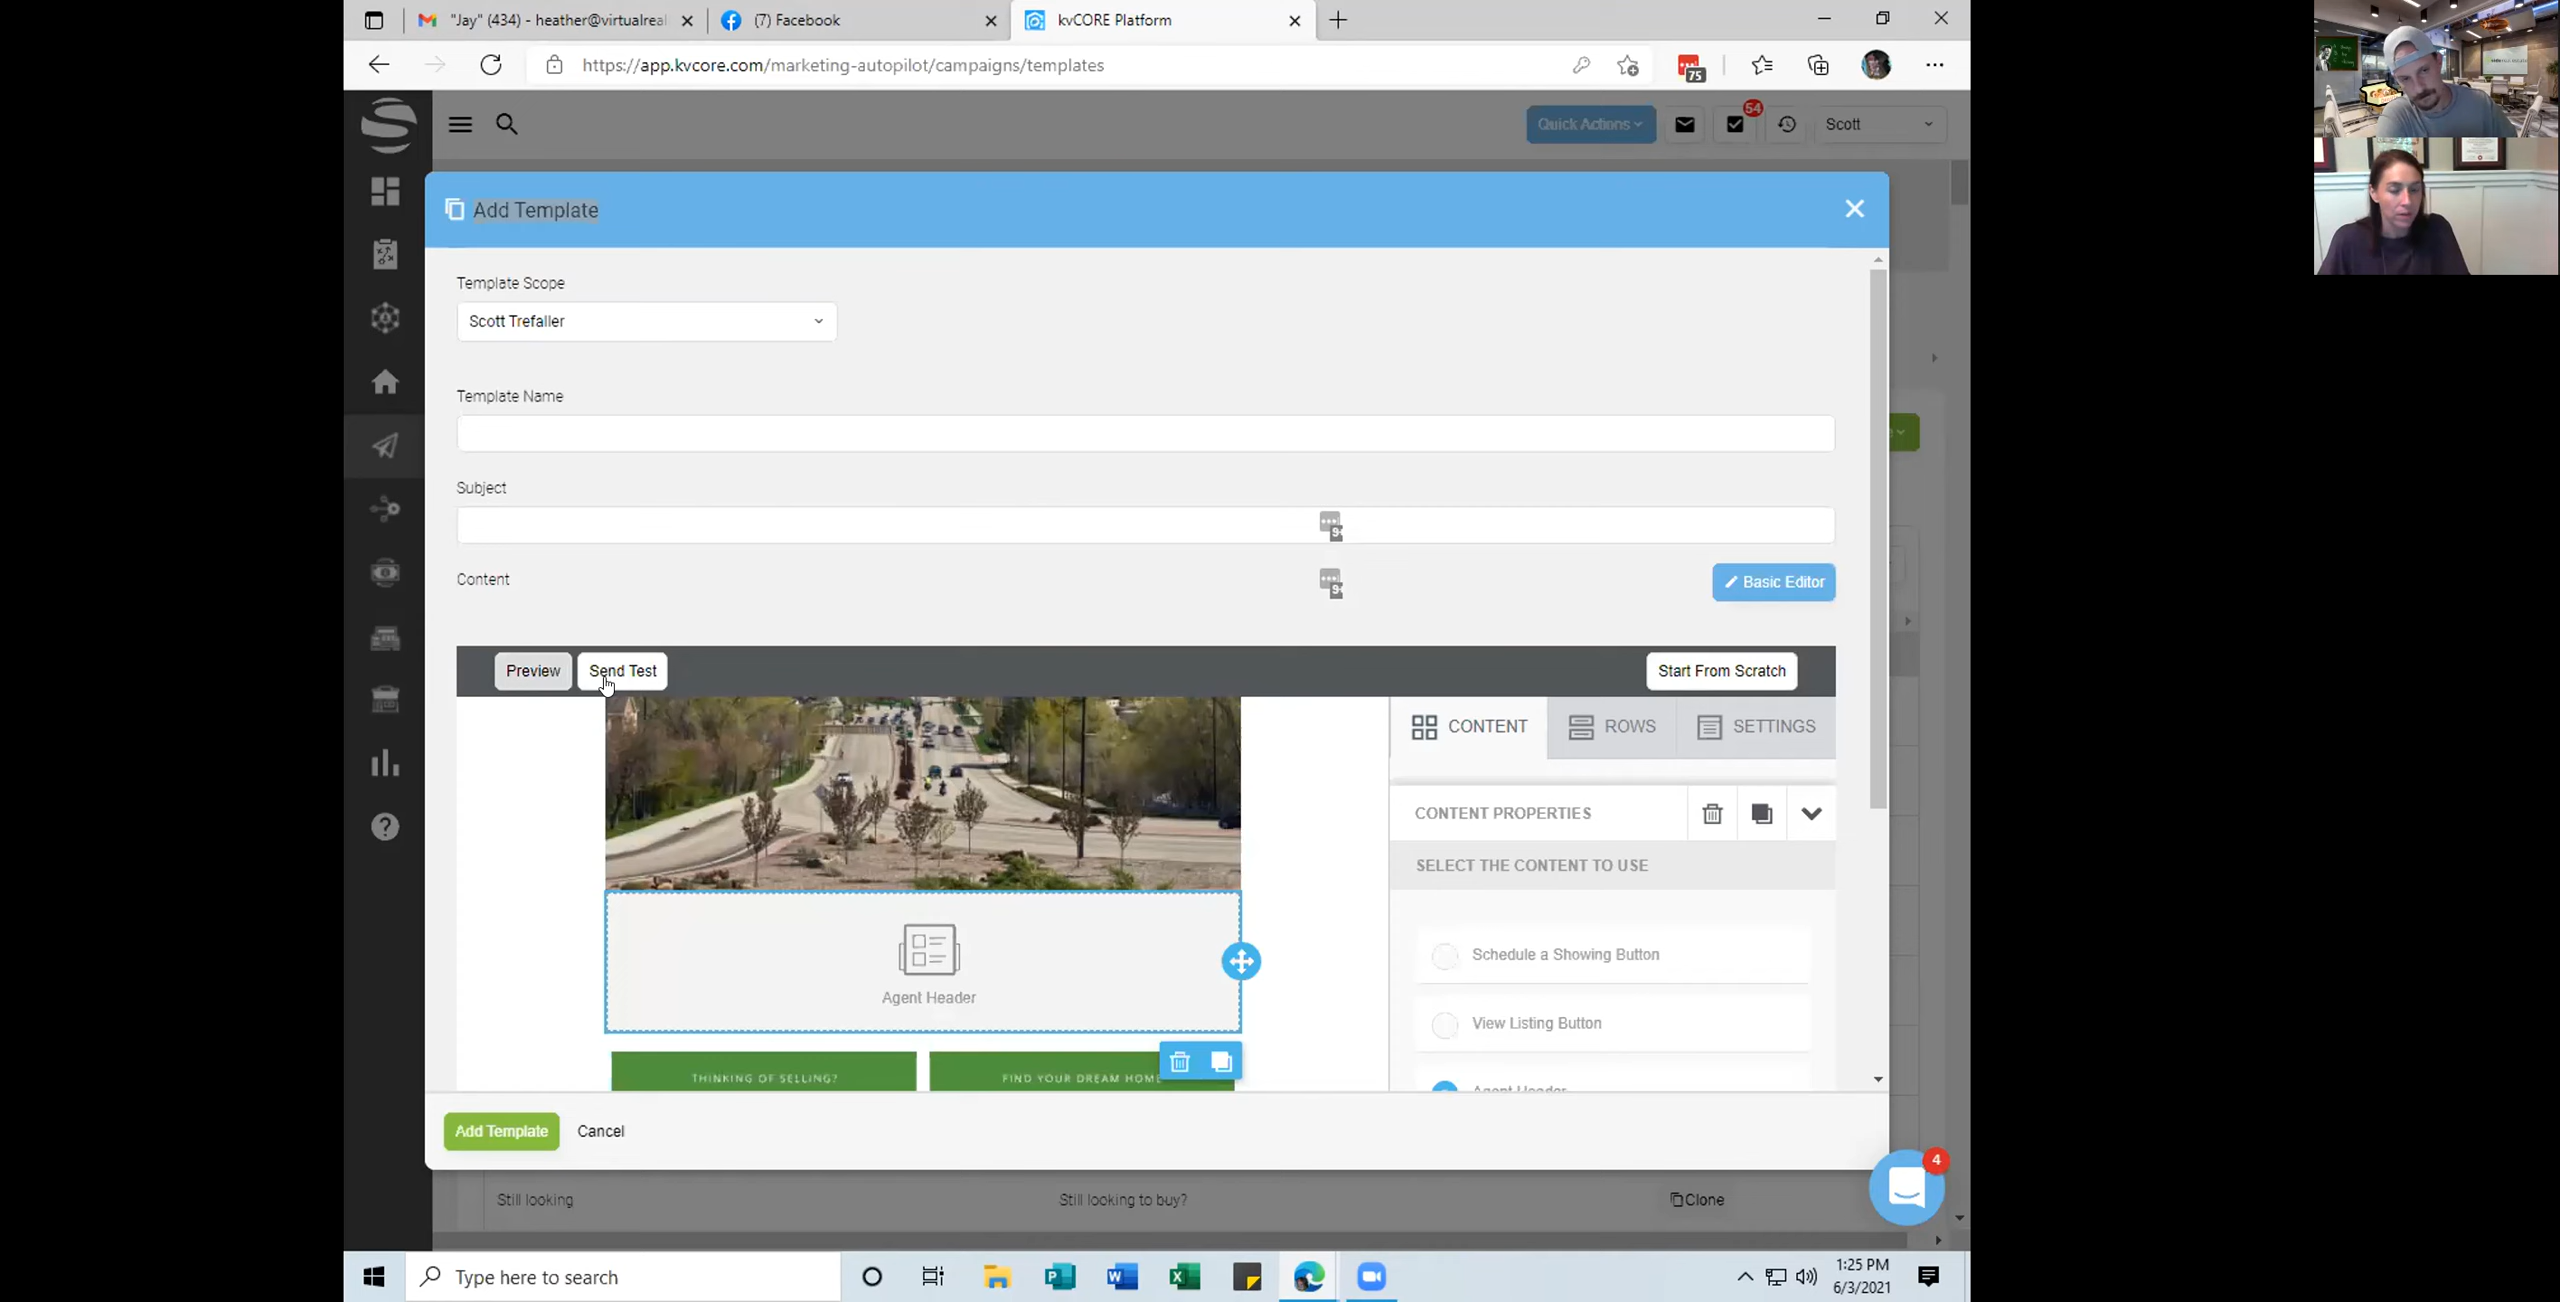 "Jay" (434) - heather@virtualreal
(7) Facebook
kvCORE Platform
https://app.kvcore.com/marketing-autopilot/campaigns/templates
75
Quick Actions
54
Scott
Add Template
Template Scope
Scott Trefaller
Template Name
Subject
9+
Content
9+
Basic Editor
Preview
Send Test
Start From Scratch
CONTENT
ROWS
SETTINGS
CONTENT PROPERTIES
SELECT THE CONTENT TO USE
Schedule a Showing Button
Agent Header
View Listing Button
THINKING OF SELLING?
FIND YOUR DREAM HOME
Agent Header
Add Template
Cancel
4
Still looking
Still looking to buy?
Clone
Type here to search
1:25 PM
6/3/2021